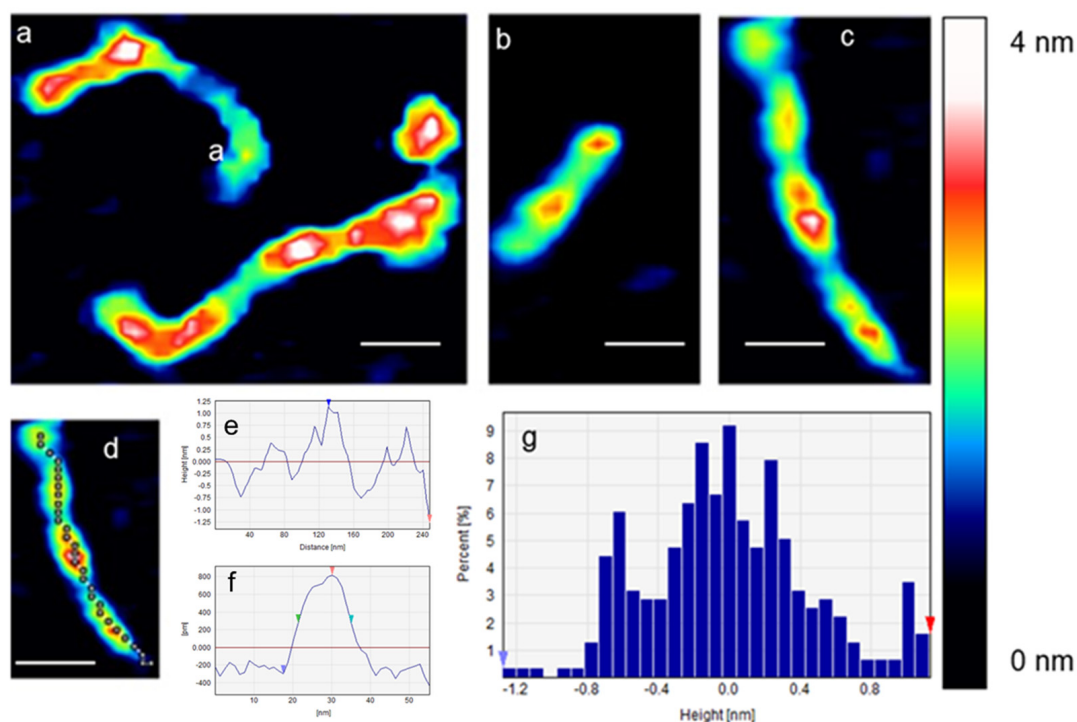 a
b
c
4 nm
a
0 nm
d
e
1.25
1.00
0.75
0.5
0.25
0.000
-0.25
-0.5
-0.75
-1.00
-1.25
Height [nm]
40
80
120
160
200
240
Distance [nm]
f
800
600
400
200
0.000
-200
-400
[pm]
10
20
30
40
50
[nm]
g
9
8
7
6
5
4
3
2
1
Percent [%]
-1.2
-0.8
-0.4
0.0
0.4
0.8
Height [nm]